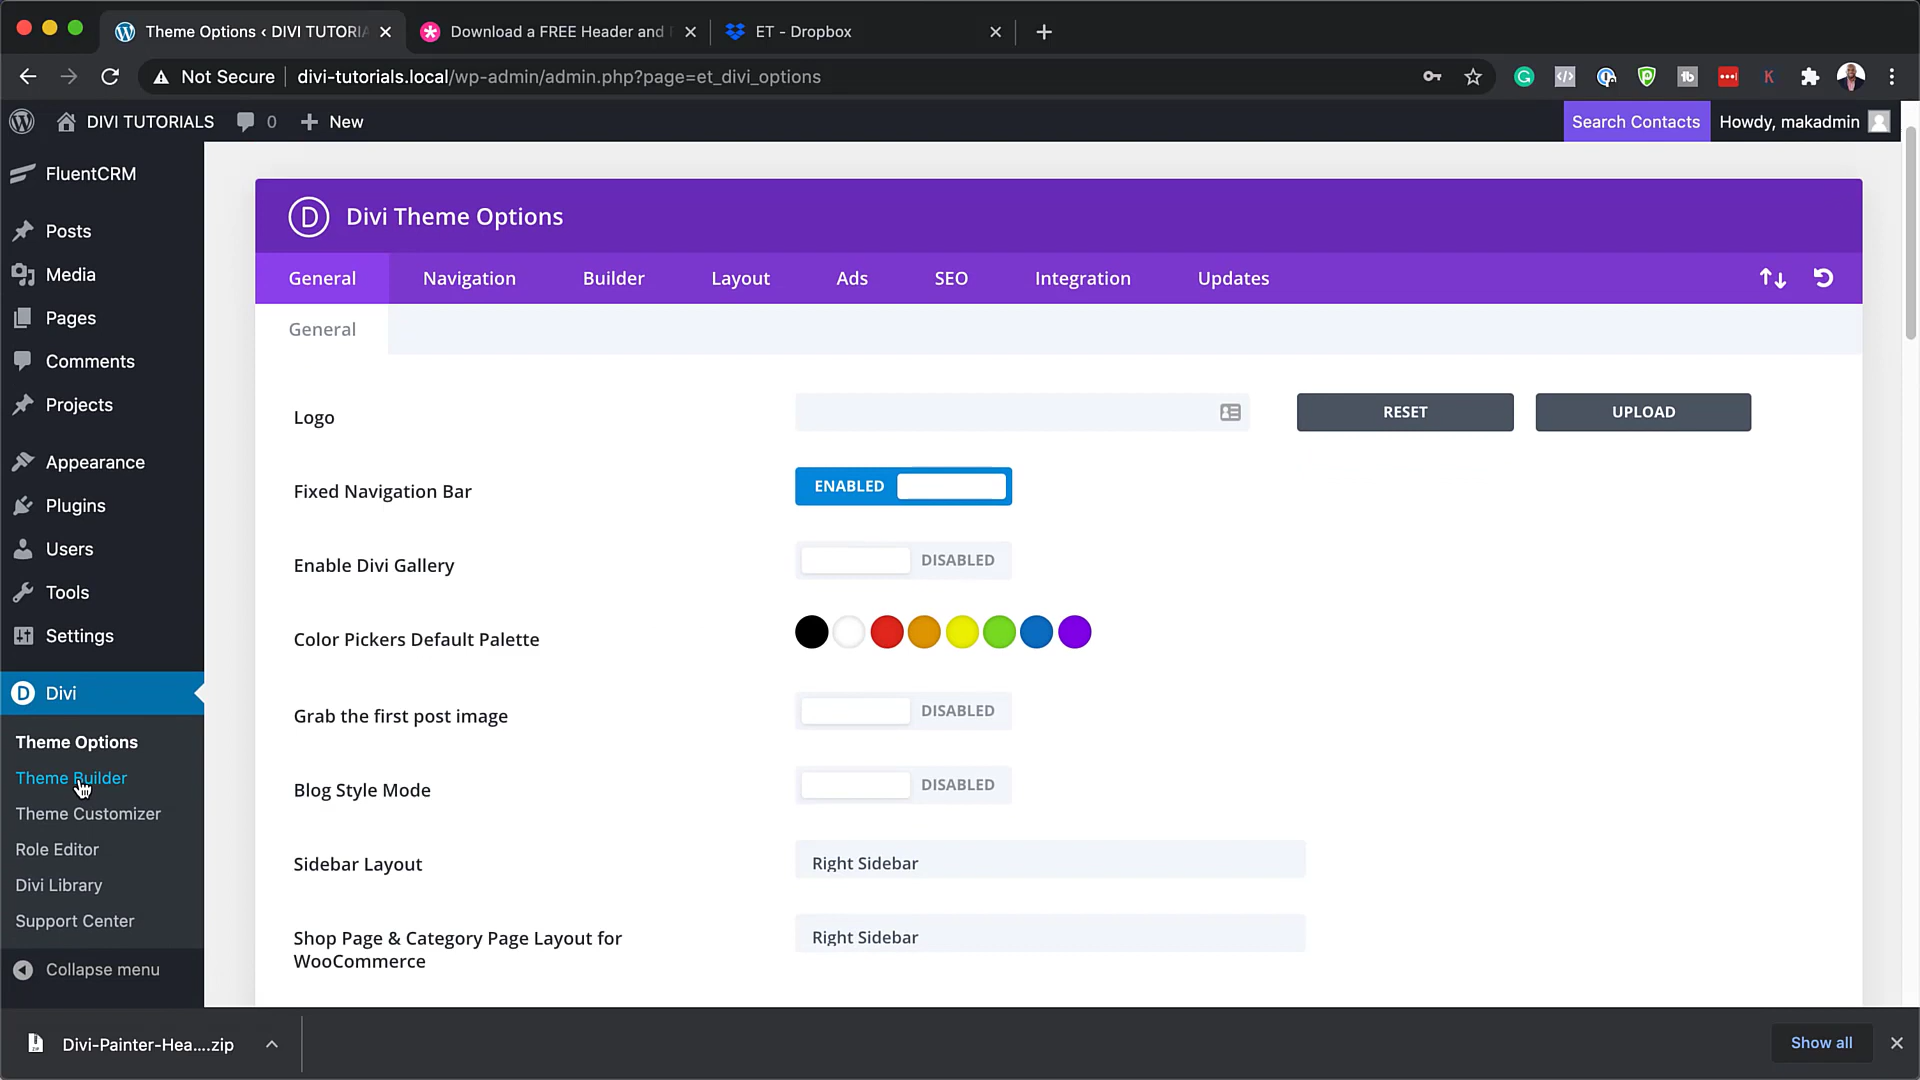 Theme Options ‹ DIVI TUTORIA
Download a FREE Header and
ET - Dropbox
Not Secure
divi-tutorials.local/wp-admin/admin.php?page=et_divi_options
DIVI TUTORIALS
0
New
Search Contacts
Howdy, makadmin
FluentCRM
Posts
Media
Pages
Comments
Projects
Appearance
Plugins
Users
Tools
Settings
Divi
Theme Options
Theme Builder
Theme Customizer
Role Editor
Divi Library
Support Center
Collapse menu
D
Divi Theme Options
General
Navigation
Builder
Layout
Ads
SEO
Integration
Updates
General
Logo
RESET
UPLOAD
Fixed Navigation Bar
ENABLED
Enable Divi Gallery
DISABLED
Color Pickers Default Palette
Grab the first post image
DISABLED
Blog Style Mode
DISABLED
Sidebar Layout
Right Sidebar
Shop Page & Category Page Layout for
WooCommerce
Right Sidebar
Divi-Painter-Hea....zip
Show all